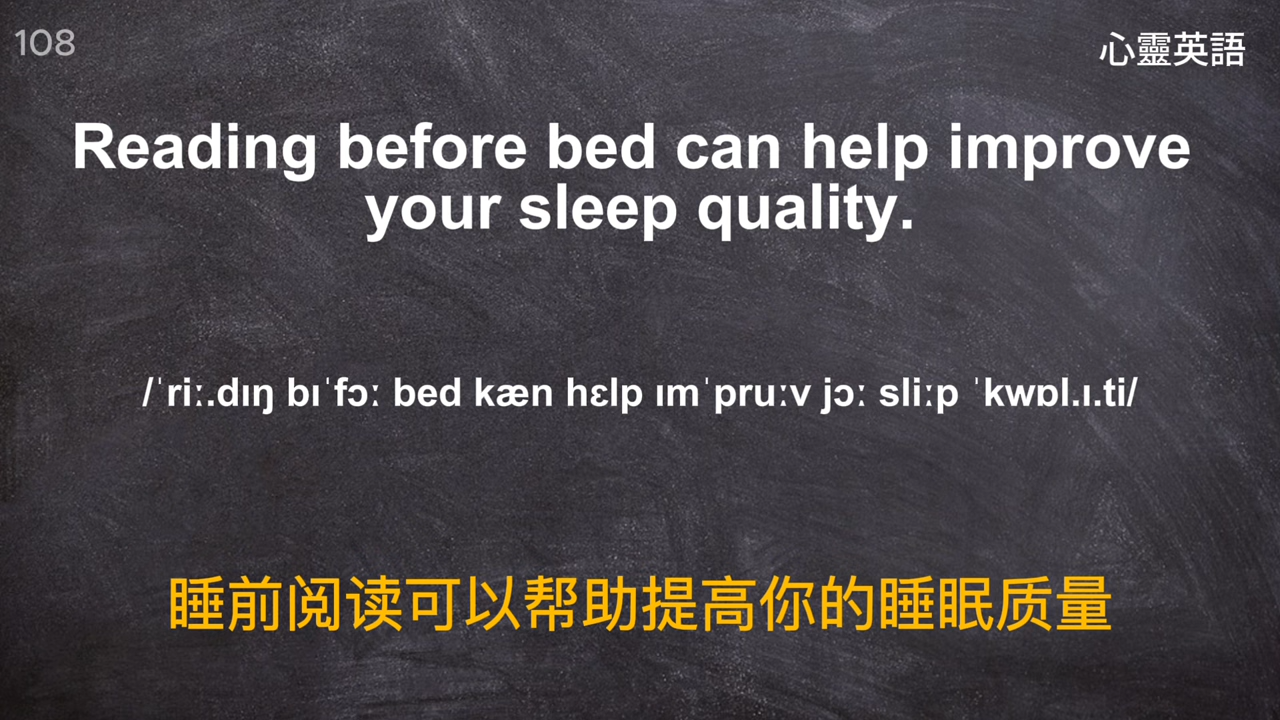 108
心靈英語
Reading before bed can help improve
your sleep quality.
/ˈriː.dɪŋ bɪˈfɔː bed kæn hɛlp ɪmˈpruːv jɔː sliːp ˈkwɒl.ɪ.ti/
睡前阅读可以帮助提高你的睡眠质量